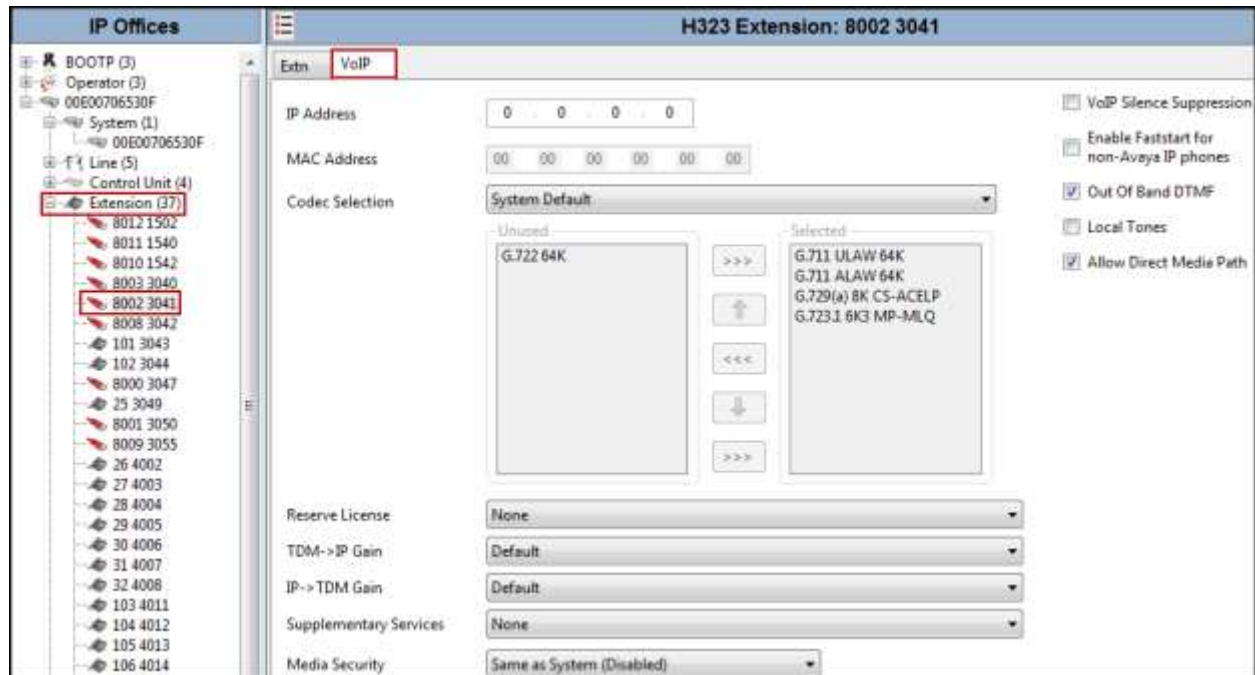 IP Offices
BOOTP (3)
Operator (3)
00E00706530F
System (1)
00E00706530F
Line (5)
Control Unit (4)
Extension (37)
8012 1502
8011 1540
8010 1542
8003 3040
8002 3041
8008 3042
101 3043
102 3044
8000 3047
25 3049
8001 3050
8009 3055
26 4002
27 4003
28 4004
29 4005
30 4006
31 4007
32 4008
103 4011
104 4012
105 4013
106 4014
H323 Extension: 8002 3041
Extn VoIP
IP Address 0 . 0 . 0 . 0
MAC Address 00 00 00 00 00 00
Codec Selection System Default
Unused
G.722 64K
>>>
<<<
>>>
Selected
G.711 ULAW 64K
G.711 ALAW 64K
G.729(a) 8K CS-ACELP
G.723.1 6K3 MP-MLQ
Reserve License None
TDM->IP Gain Default
IP->TDM Gain Default
Supplementary Services None
Media Security Same as System (Disabled)
VoIP Silence Suppression
Enable Faststart for
non-Avaya IP phones
Out Of Band DTMF
Local Tones
Allow Direct Media Path